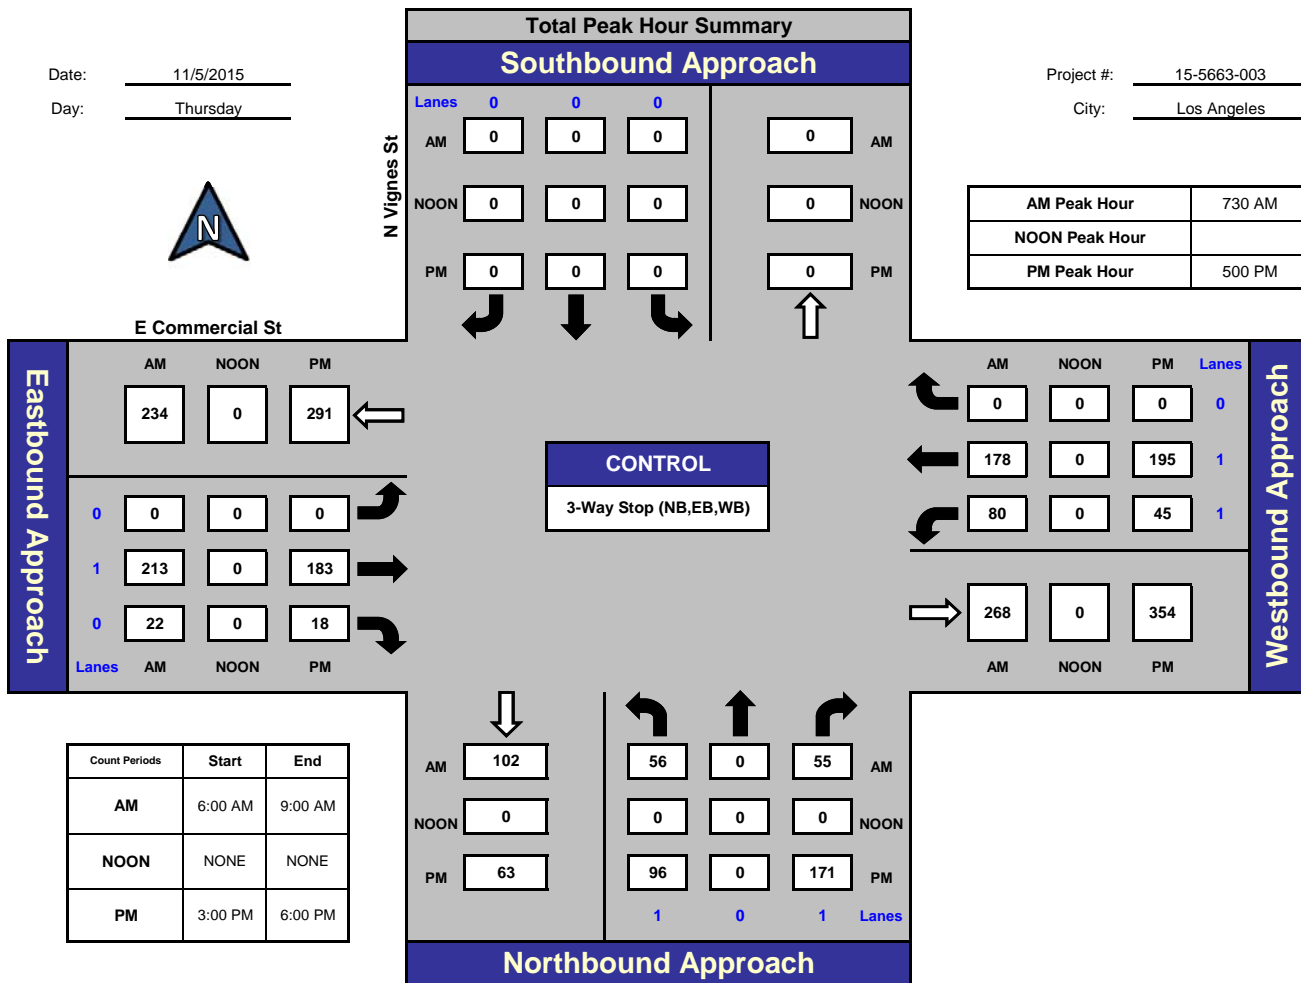 Total Peak Hour Summary
Southbound Approach
Date: 11/5/2015
Day: Thursday
Project #: 15-5663-003
City: Los Angeles
N
N Vignes St
Lanes 0 0 0
AM 0 0 0 0 AM
NOON 0 0 0 0 NOON
PM 0 0 0 0 PM
AM Peak Hour 730 AM
NOON Peak Hour
PM Peak Hour 500 PM
E Commercial St
Eastbound Approach
AM NOON PM
234 0 291
0 0 0 0
1 213 0 183
0 22 0 18
Lanes AM NOON PM
CONTROL
3-Way Stop (NB,EB,WB)
AM NOON PM Lanes
0 0 0 0
178 0 195 1
80 0 45 1
268 0 354
AM NOON PM
Westbound Approach
Count Periods Start End
AM 6:00 AM 9:00 AM
NOON NONE NONE
PM 3:00 PM 6:00 PM
AM 102 56 0 55 AM
NOON 0 0 0 0 NOON
PM 63 96 0 171 PM
1 0 1 Lanes
Northbound Approach